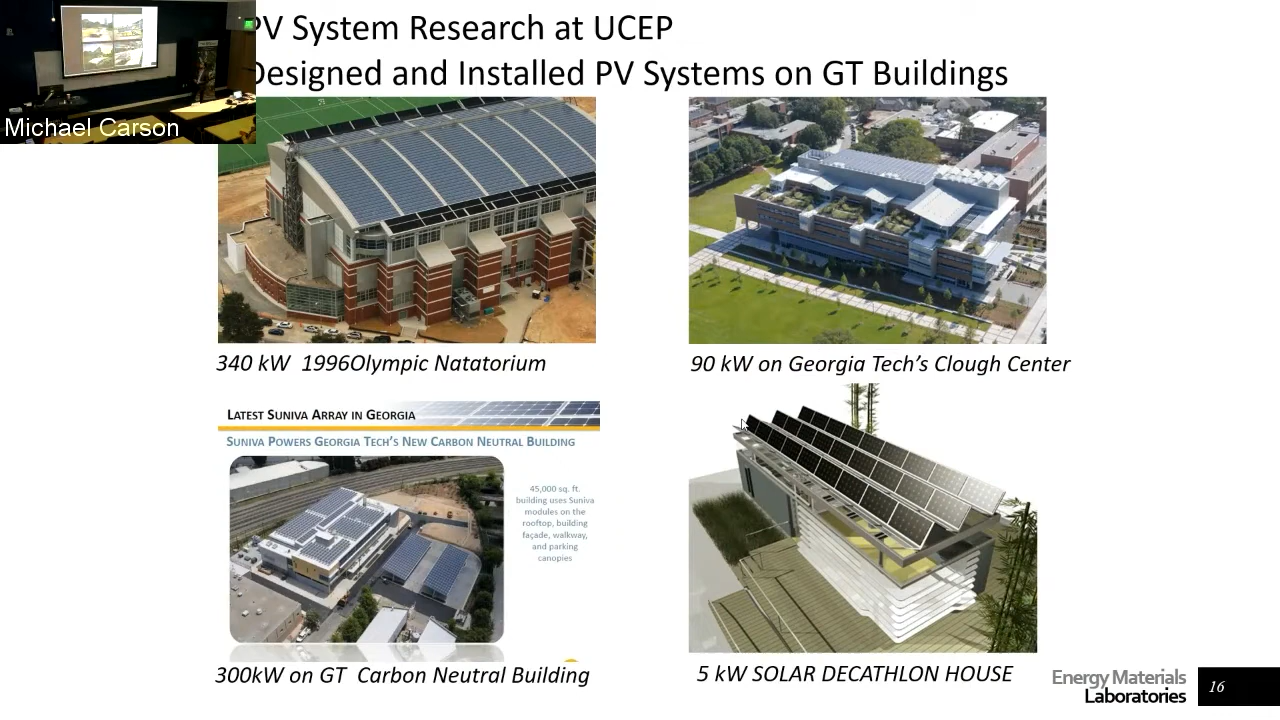 PV System Research at UCEP
Designed and Installed PV Systems on GT Buildings
Michael Carson
340 kW 1996Olympic Natatorium
90 kW on Georgia Tech's Clough Center
LATEST SUNIVA ARRAY IN GEORGIA
SUNIVA POWERS GEORGIA TECH'S NEW CARBON NEUTRAL BUILDING
45,000 sq. ft.
building uses Suniva
modules on the
rooftop, building
façade, walkway,
and parking
canopies
300kW on GT Carbon Neutral Building
5 kW SOLAR DECATHLON HOUSE
Energy Materials
Laboratories
16